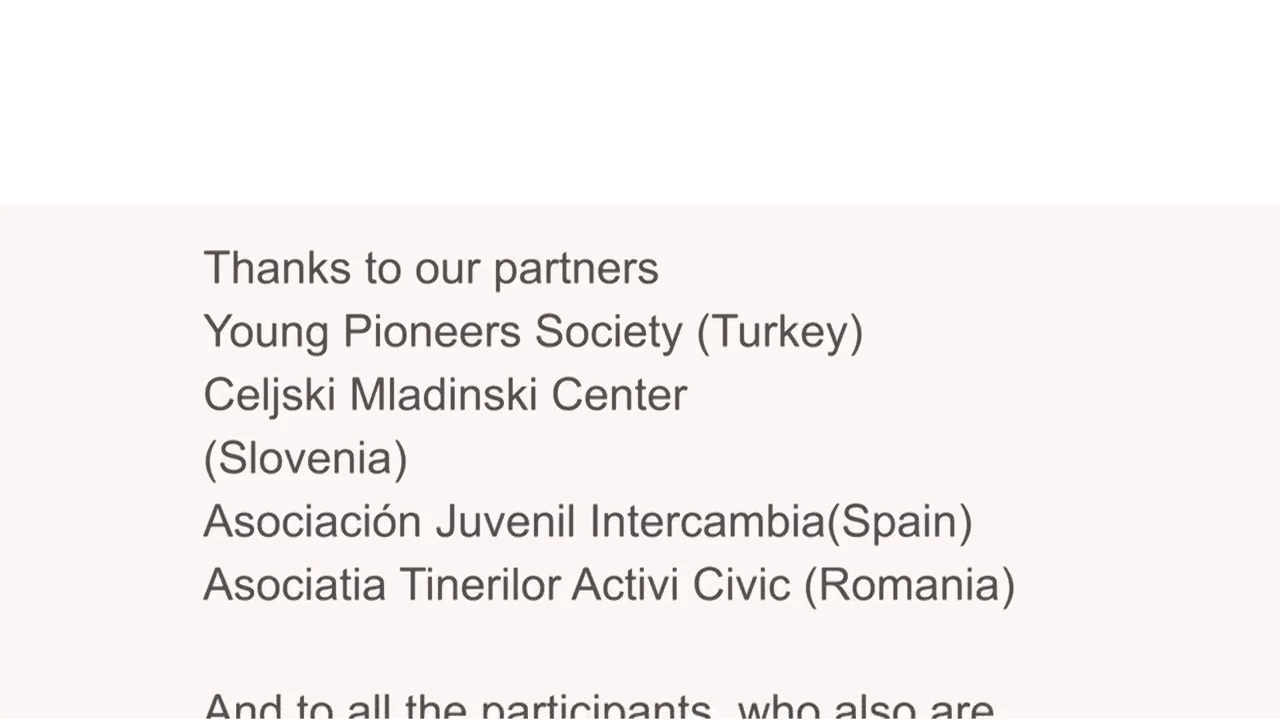 Thanks to our partners
Young Pioneers Society (Turkey)
Celjski Mladinski Center
(Slovenia)
Asociación Juvenil Intercambia(Spain)
Asociatia Tinerilor Activi Civic (Romania)
And to all the participants, who also are